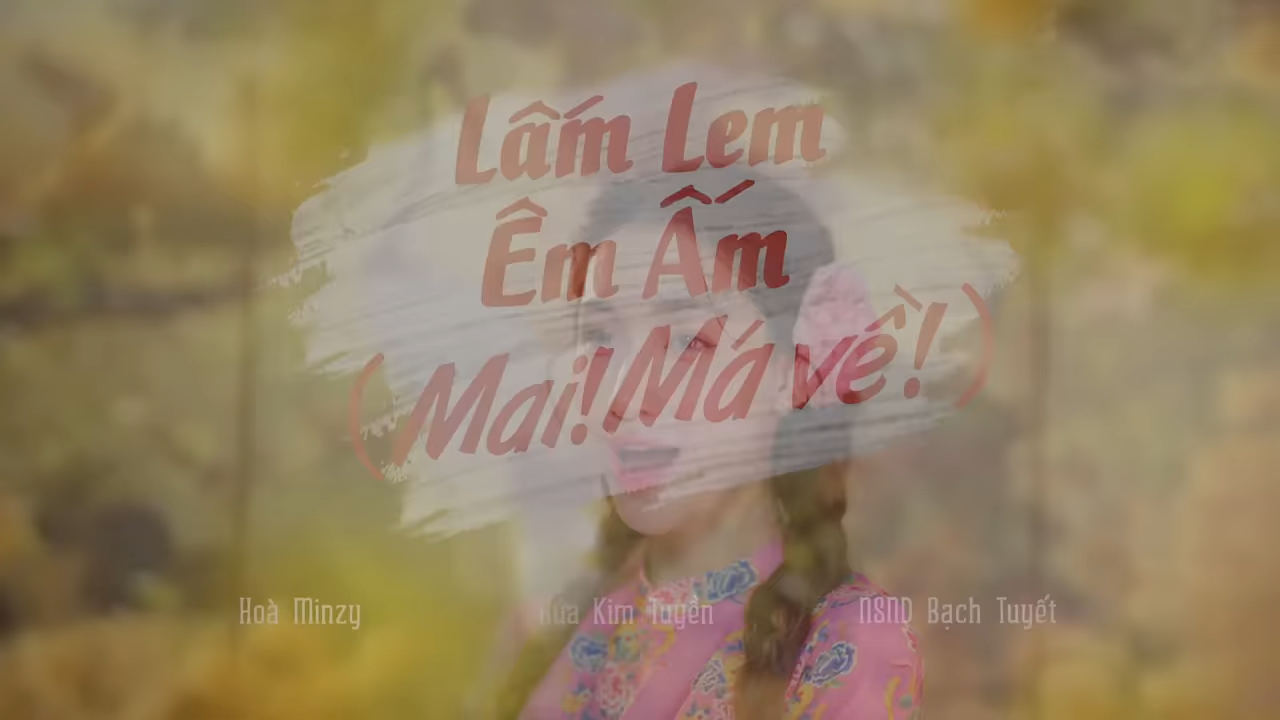 Lấm Lem
Êm Ấm
(Mai! Má về!)
Hoà Minzy
Hứa Kim Tuyền
NSND Bạch Tuyết